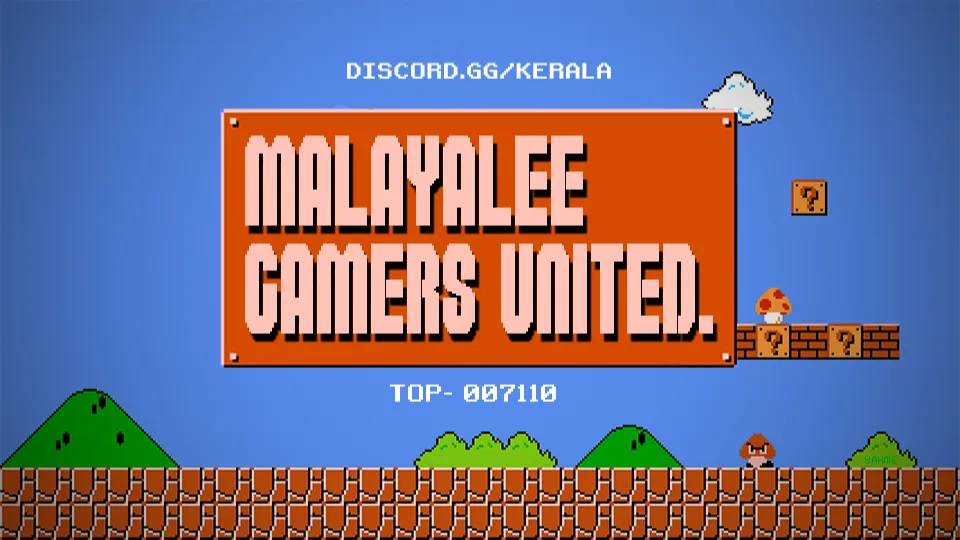 DISCORD.GG/KERALA
MALAYALEE
GAMERS UNITED.
?
?
?
TOP- 007110